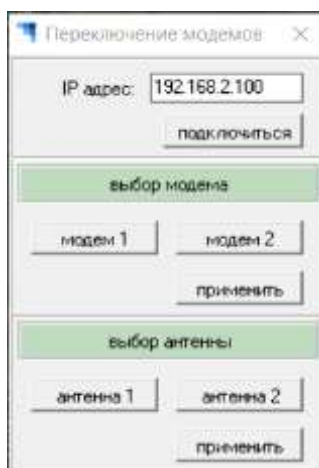 Переключение модемов
IP адрес: 192.168.2.100
подключиться
выбор модема
модем 1 модем 2
применить
выбор антенны
антенна 1 антенна 2
применить